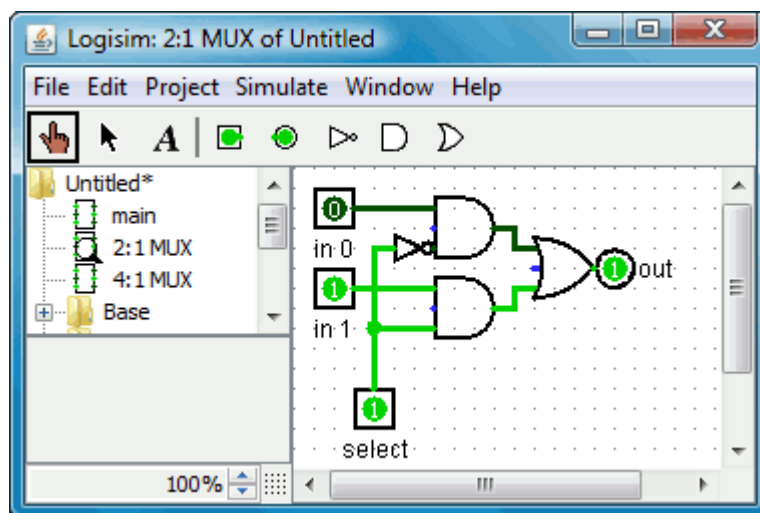 Logisim: 2:1 MUX of Untitled
File Edit Project Simulate Window Help
A
Untitled*
main
2:1 MUX
4:1 MUX
Base
0
in 0
1
in 1
1
out
1
select
100%